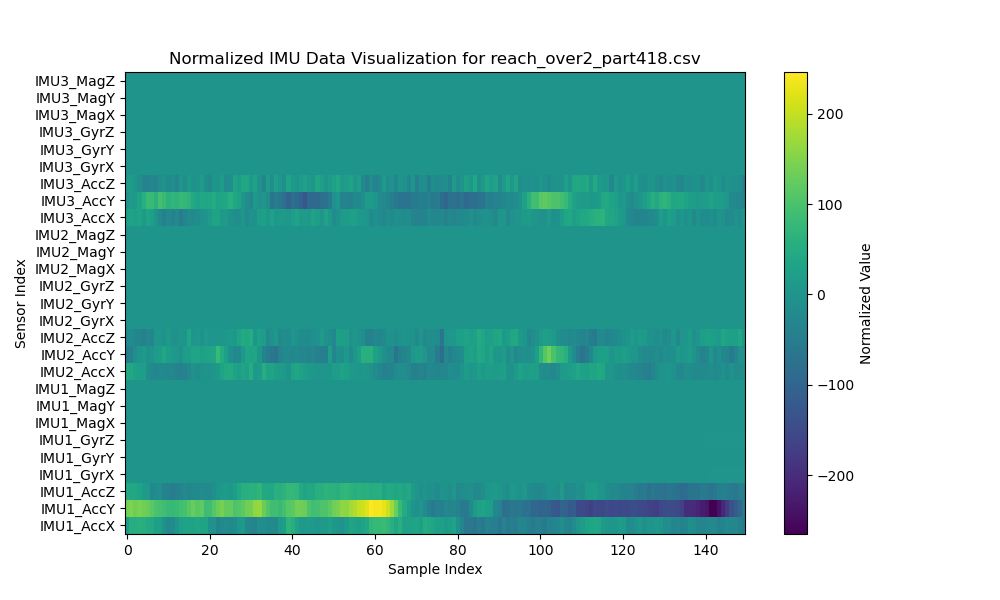 Normalized IMU Data Visualization for reach_over2_part418.csv
IMU3_MagZ
IMU3_MagY
IMU3_MagX
IMU3_GyrZ
IMU3_GyrY
IMU3_GyrX
IMU3_AccZ
IMU3_AccY
IMU3_AccX
IMU2_MagZ
IMU2_MagY
IMU2_MagX
IMU2_GyrZ
IMU2_GyrY
IMU2_GyrX
IMU2_AccZ
IMU2_AccY
IMU2_AccX
IMU1_MagZ
IMU1_MagY
IMU1_MagX
IMU1_GyrZ
IMU1_GyrY
IMU1_GyrX
IMU1_AccZ
IMU1_AccY
IMU1_AccX
Sensor Index
0 20 40 60 80 100 120 140
Sample Index
200
100
0
−100
−200
Normalized Value